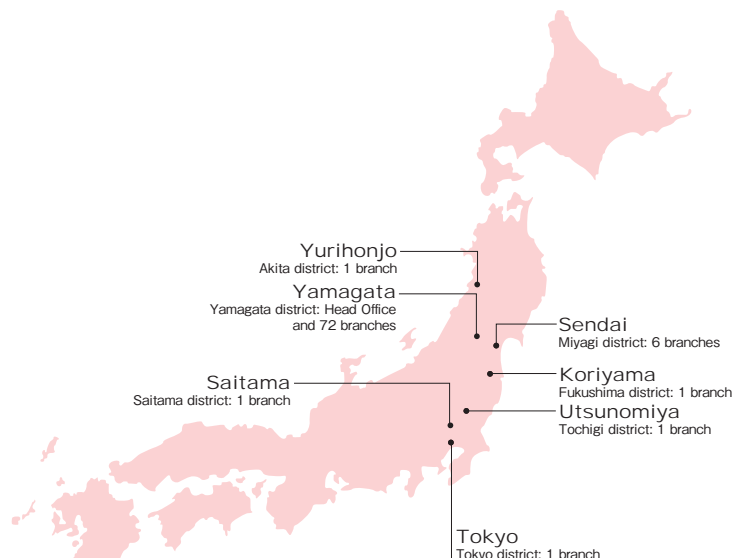 Yurihonjo
Akita district: 1 branch
Yamagata
Yamagata district: Head Office
and 72 branches
Sendai
Miyagi district: 6 branches
Koriyama
Fukushima district: 1 branch
Saitama
Saitama district: 1 branch
Utsunomiya
Tochigi district: 1 branch
Tokyo
Tokyo district: 1 branch